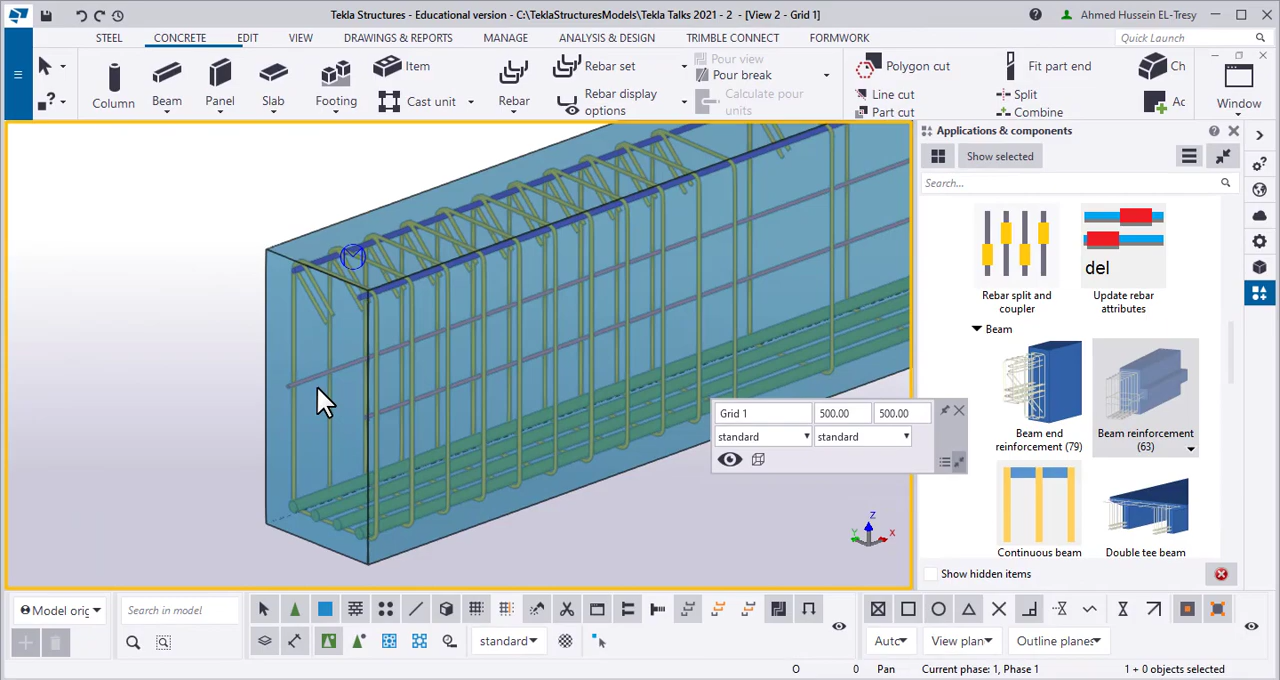 Tekla Structures - Educational version - C:\TeklaStructuresModels\Tekla Talks 2021 - 2 - [View 2 - Grid 1]
Ahmed Hussein EL-Tresy
STEEL CONCRETE EDIT VIEW DRAWINGS & REPORTS MANAGE ANALYSIS & DESIGN TRIMBLE CONNECT FORMWORK
Quick Launch
Column
Beam
Panel
Slab
Footing
Item
Cast unit
Rebar
Rebar set
Rebar display
options
Pour view
Pour break
Calculate pour
units
Polygon cut
Line cut
Part cut
Fit part end
Split
Combine
Ch
Ac
Window
Applications & components
Show selected
Search...
del
Rebar split and
coupler
Update rebar
attributes
Beam
Beam end
reinforcement (79)
Beam reinforcement
(63)
Continuous beam
Double tee beam
Show hidden items
Grid 1 500.00 500.00
standard standard
Z
Y
X
Model orig
Search in model
standard
Auto
View plan
Outline planes
O 0 Pan Current phase: 1, Phase 1 1 + 0 objects selected